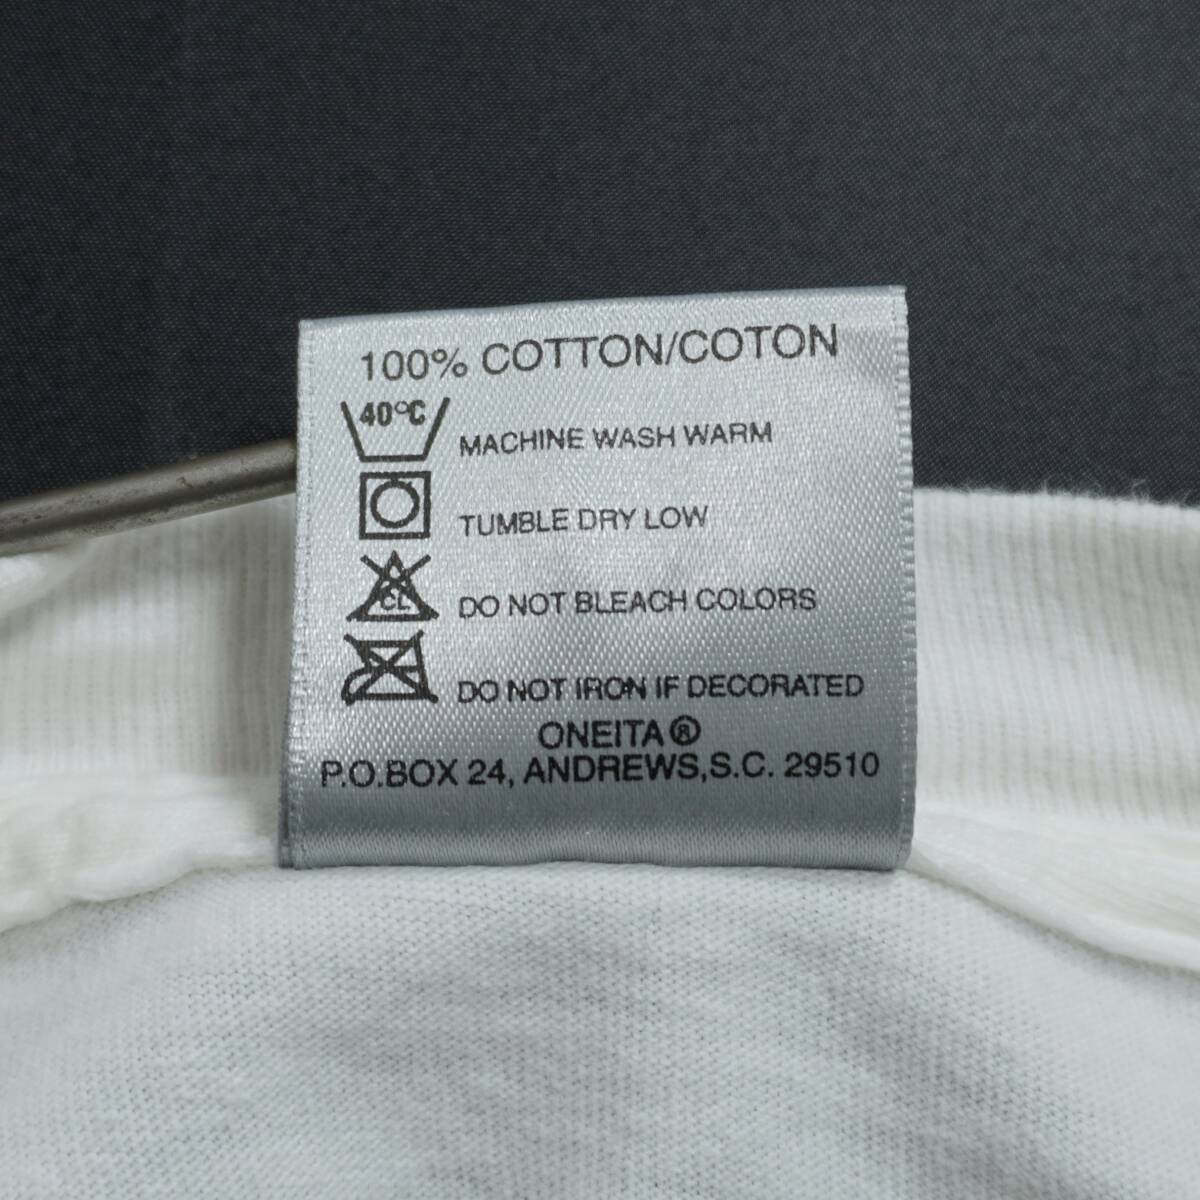 100% COTTON/COTON
40°C
MACHINE WASH WARM
TUMBLE DRY LOW
CL
DO NOT BLEACH COLORS
DO NOT IRON IF DECORATED
ONEITA®
P.O.BOX 24, ANDREWS,S.C. 29510